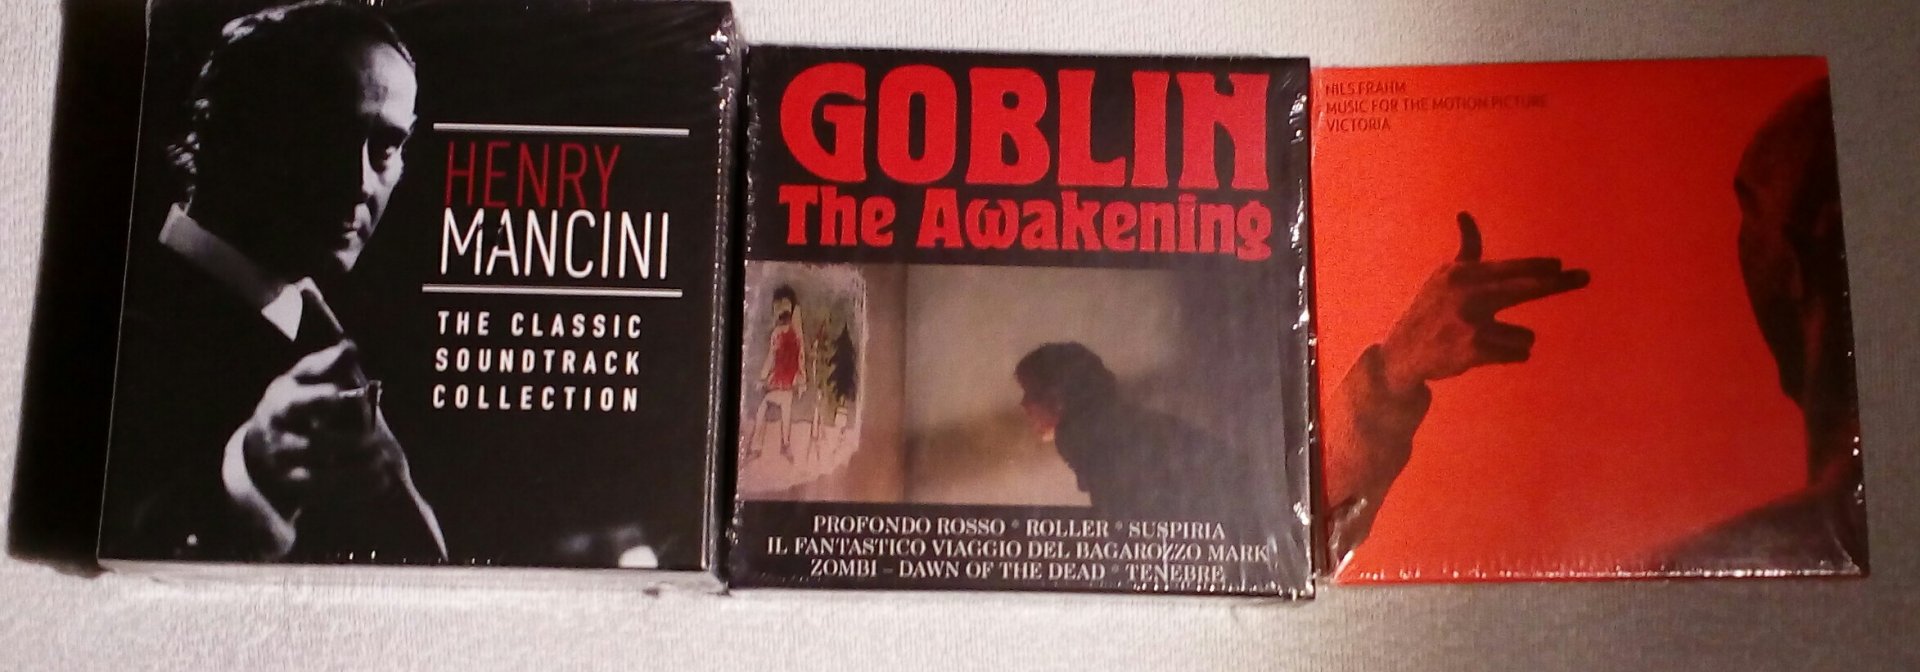 HENRY
MANCINI
THE CLASSIC
SOUNDTRACK
COLLECTION
GOBLIN
The Awakening
PROFONDO ROSSO * ROLLER * SUSPIRIA
IL FANTASTICO VIAGGIO DEL BAGAROZZO MARK
ZOMBI – DAWN OF THE DEAD * TENEBRE
NILS FRAHM
MUSIC FOR THE MOTION PICTURE
VICTORIA